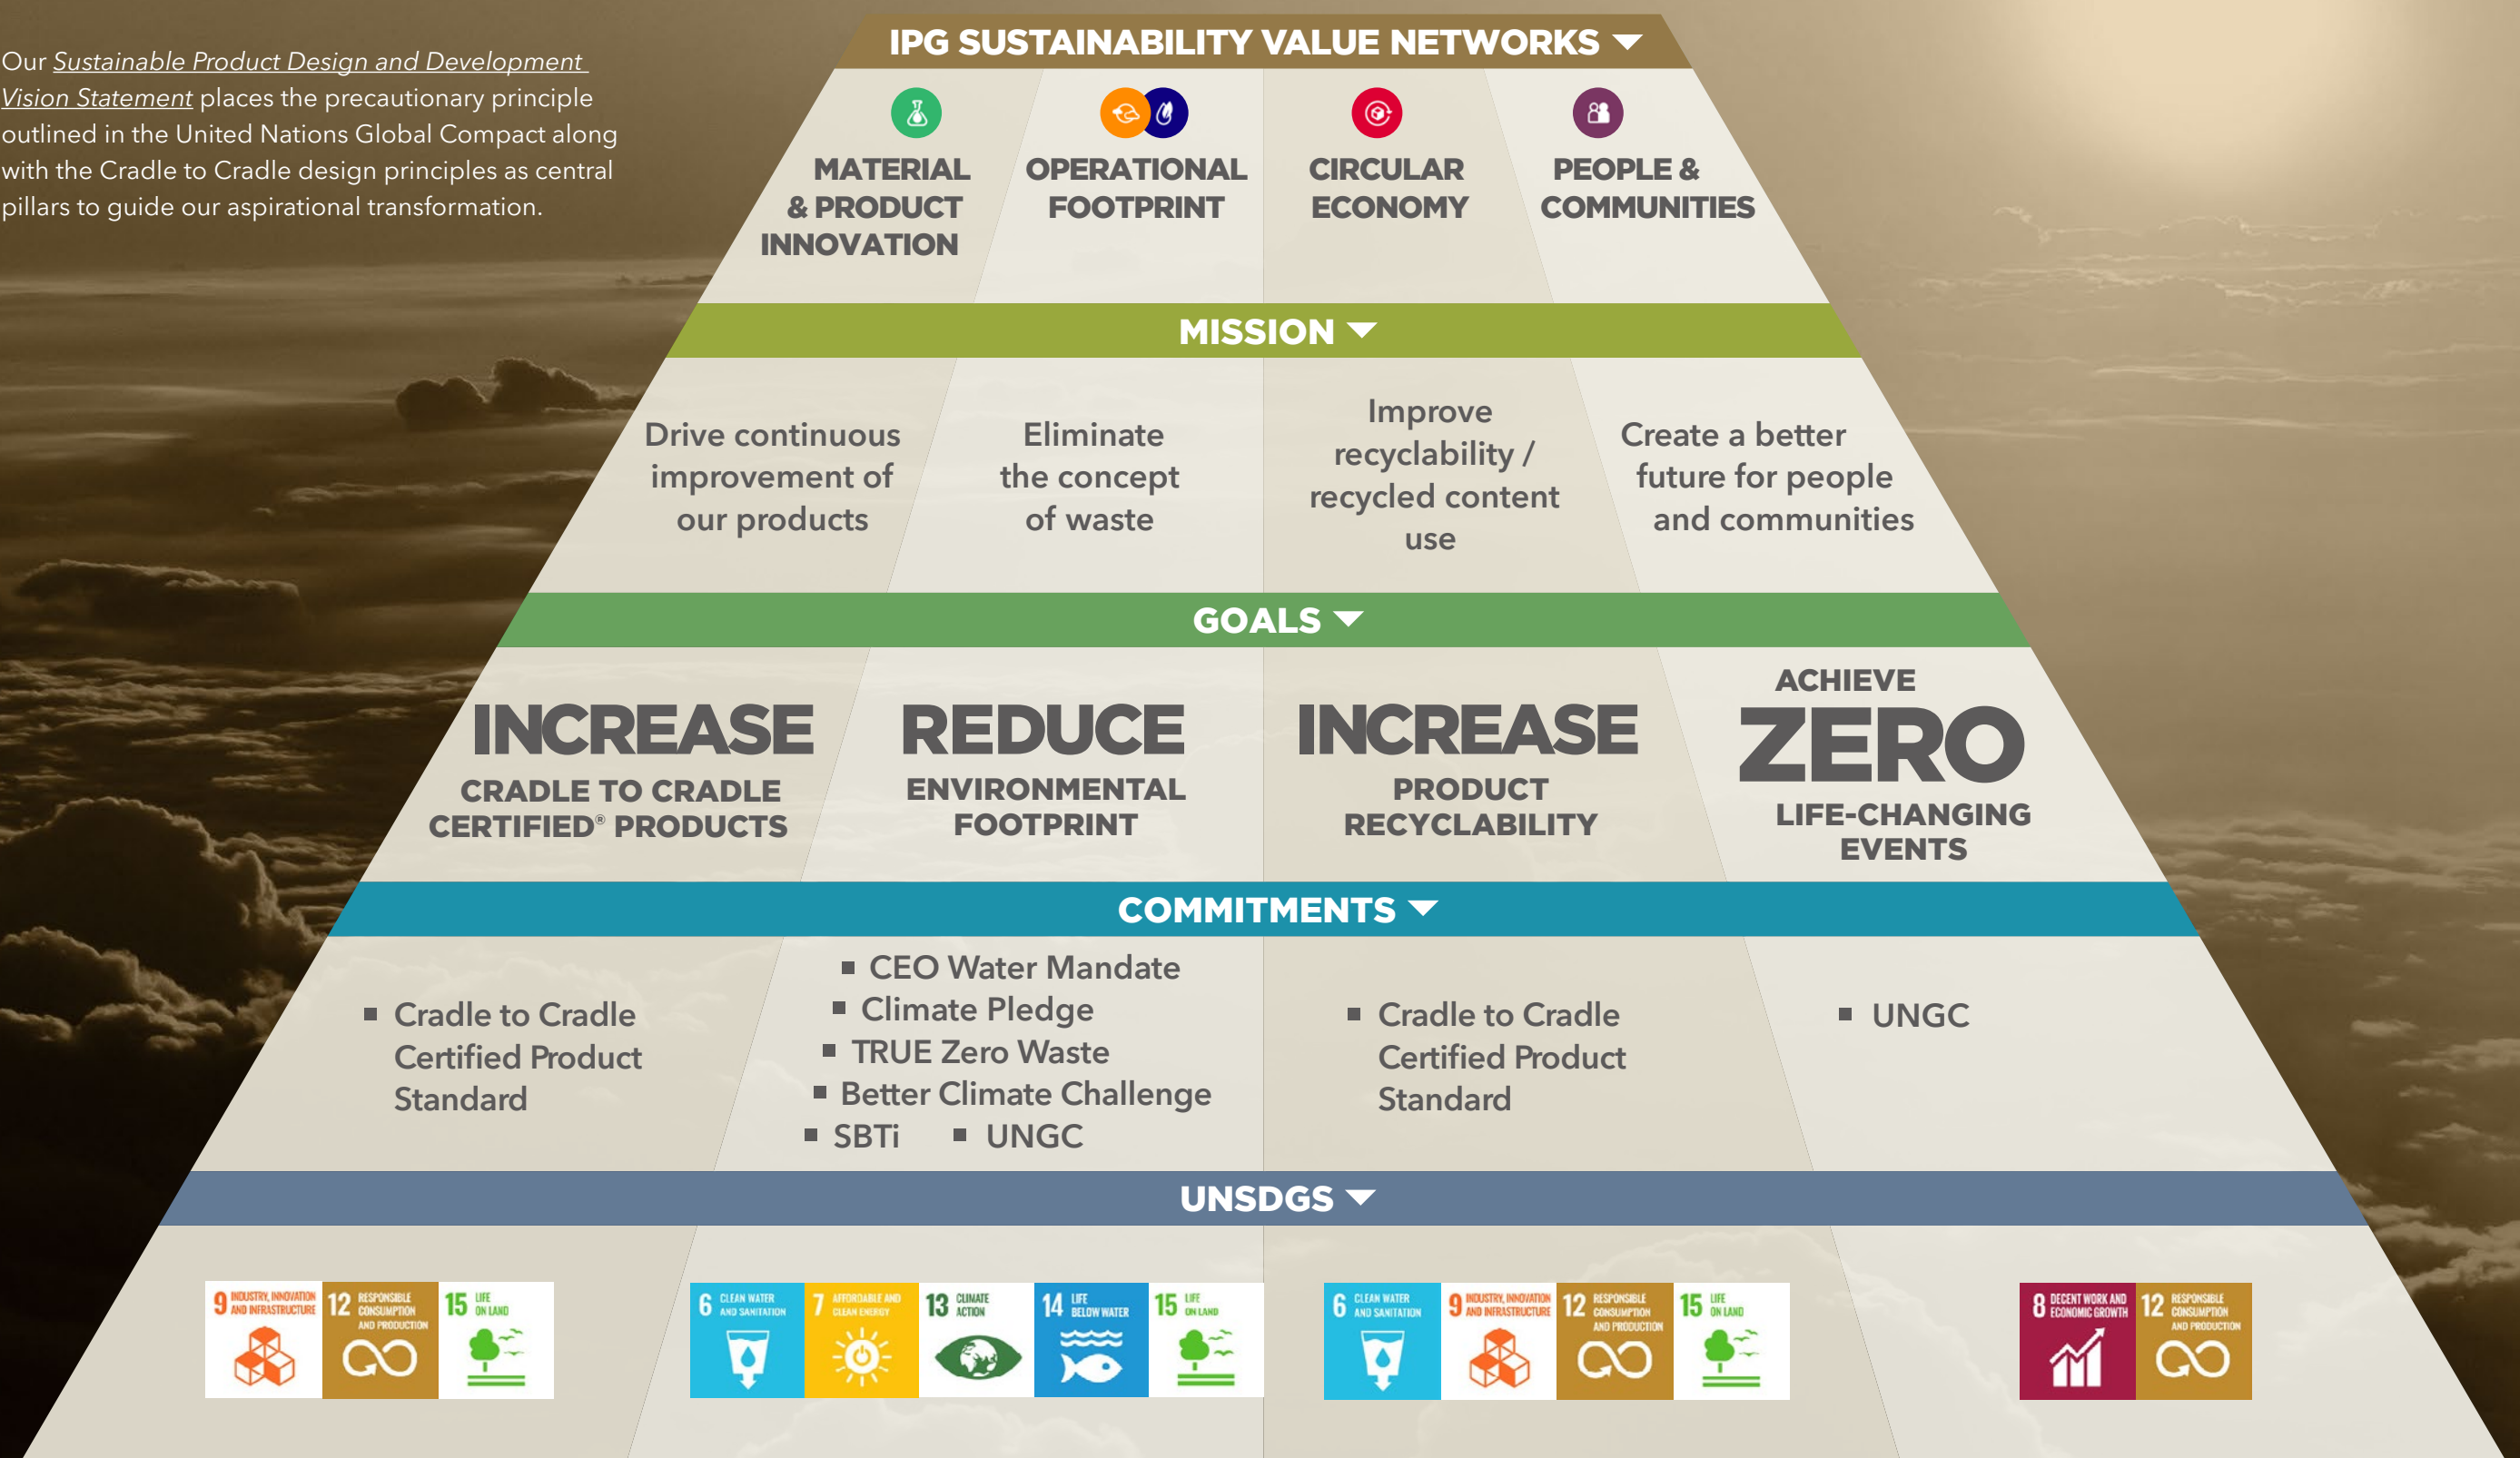 Our Sustainable Product Design and Development
Vision Statement places the precautionary principle
outlined in the United Nations Global Compact along
with the Cradle to Cradle design principles as central
pillars to guide our aspirational transformation.
IPG SUSTAINABILITY VALUE NETWORKS
MATERIAL
& PRODUCT
INNOVATION
OPERATIONAL
FOOTPRINT
CIRCULAR
ECONOMY
PEOPLE &
COMMUNITIES
MISSION
Drive continuous
improvement of
our products
Eliminate
the concept
of waste
Improve
recyclability /
recycled content
use
Create a better
future for people
and communities
GOALS
INCREASE
CRADLE TO CRADLE
CERTIFIED® PRODUCTS
REDUCE
ENVIRONMENTAL
FOOTPRINT
INCREASE
PRODUCT
RECYCLABILITY
ACHIEVE
ZERO
LIFE-CHANGING
EVENTS
COMMITMENTS
▪ Cradle to Cradle
Certified Product
Standard
▪ CEO Water Mandate
▪ Climate Pledge
▪ TRUE Zero Waste
▪ Better Climate Challenge
▪ SBTi ▪ UNGC
▪ Cradle to Cradle
Certified Product
Standard
▪ UNGC
UNSDGS
9 INDUSTRY, INNOVATION
AND INFRASTRUCTURE
12 RESPONSIBLE
CONSUMPTION
AND PRODUCTION
15 LIFE
ON LAND
6 CLEAN WATER
AND SANITATION
7 AFFORDABLE AND
CLEAN ENERGY
13 CLIMATE
ACTION
14 LIFE
BELOW WATER
15 LIFE
ON LAND
6 CLEAN WATER
AND SANITATION
9 INDUSTRY, INNOVATION
AND INFRASTRUCTURE
12 RESPONSIBLE
CONSUMPTION
AND PRODUCTION
15 LIFE
ON LAND
8 DECENT WORK AND
ECONOMIC GROWTH
12 RESPONSIBLE
CONSUMPTION
AND PRODUCTION